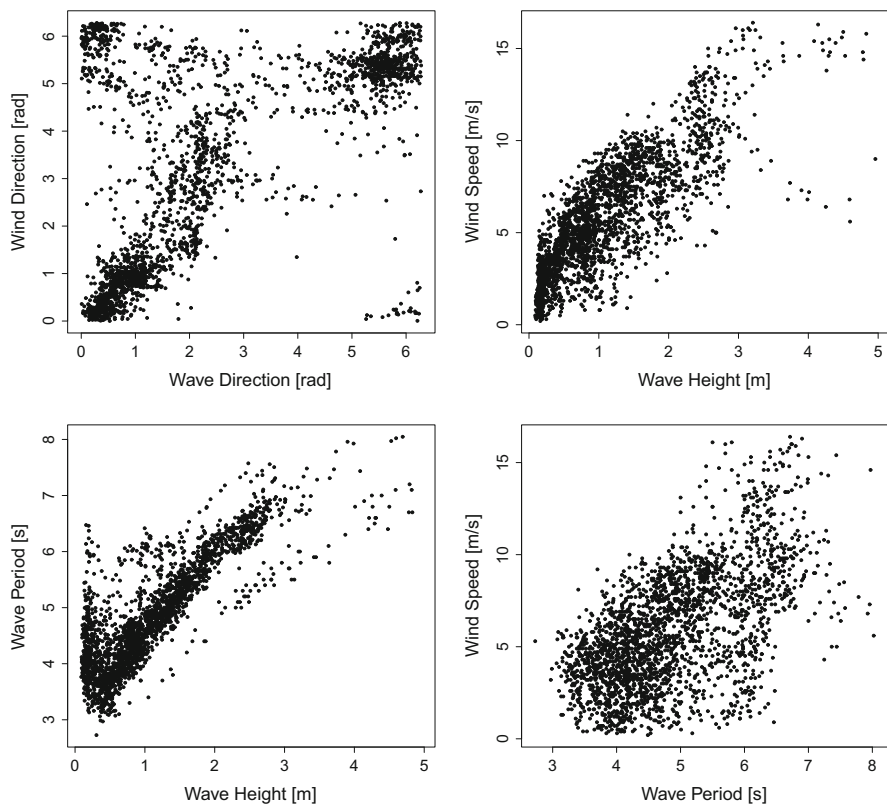 Wind Direction [rad]
0 1 2 3 4 5 6
0 1 2 3 4 5 6
Wave Direction [rad]
Wind Speed [m/s]
0 5 10 15
0 1 2 3 4 5
Wave Height [m]
Wave Period [s]
3 4 5 6 7 8
0 1 2 3 4 5
Wave Height [m]
Wind Speed [m/s]
0 5 10 15
3 4 5 6 7 8
Wave Period [s]